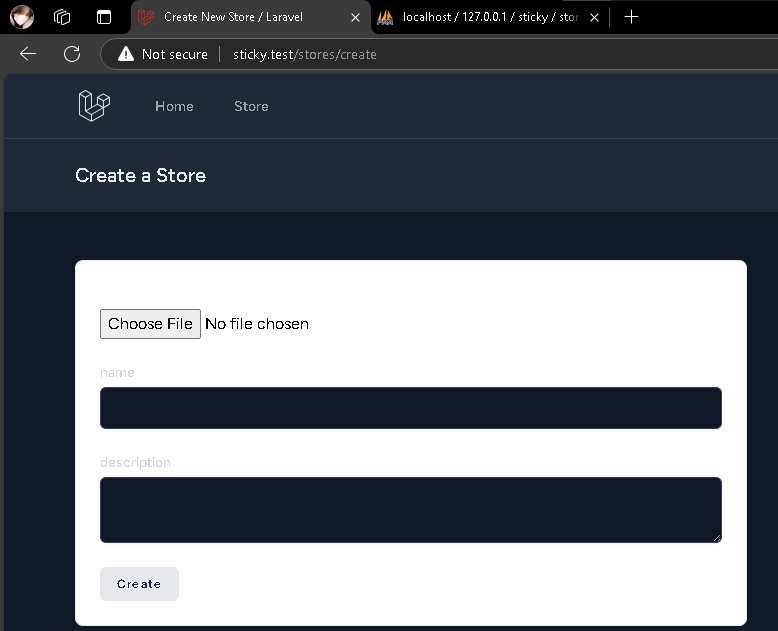 Create New Store / Laravel
localhost / 127.0.0.1 / sticky / stor
Not secure
sticky.test/stores/create
Home
Store
Create a Store
Choose File No file chosen
name
description
Create